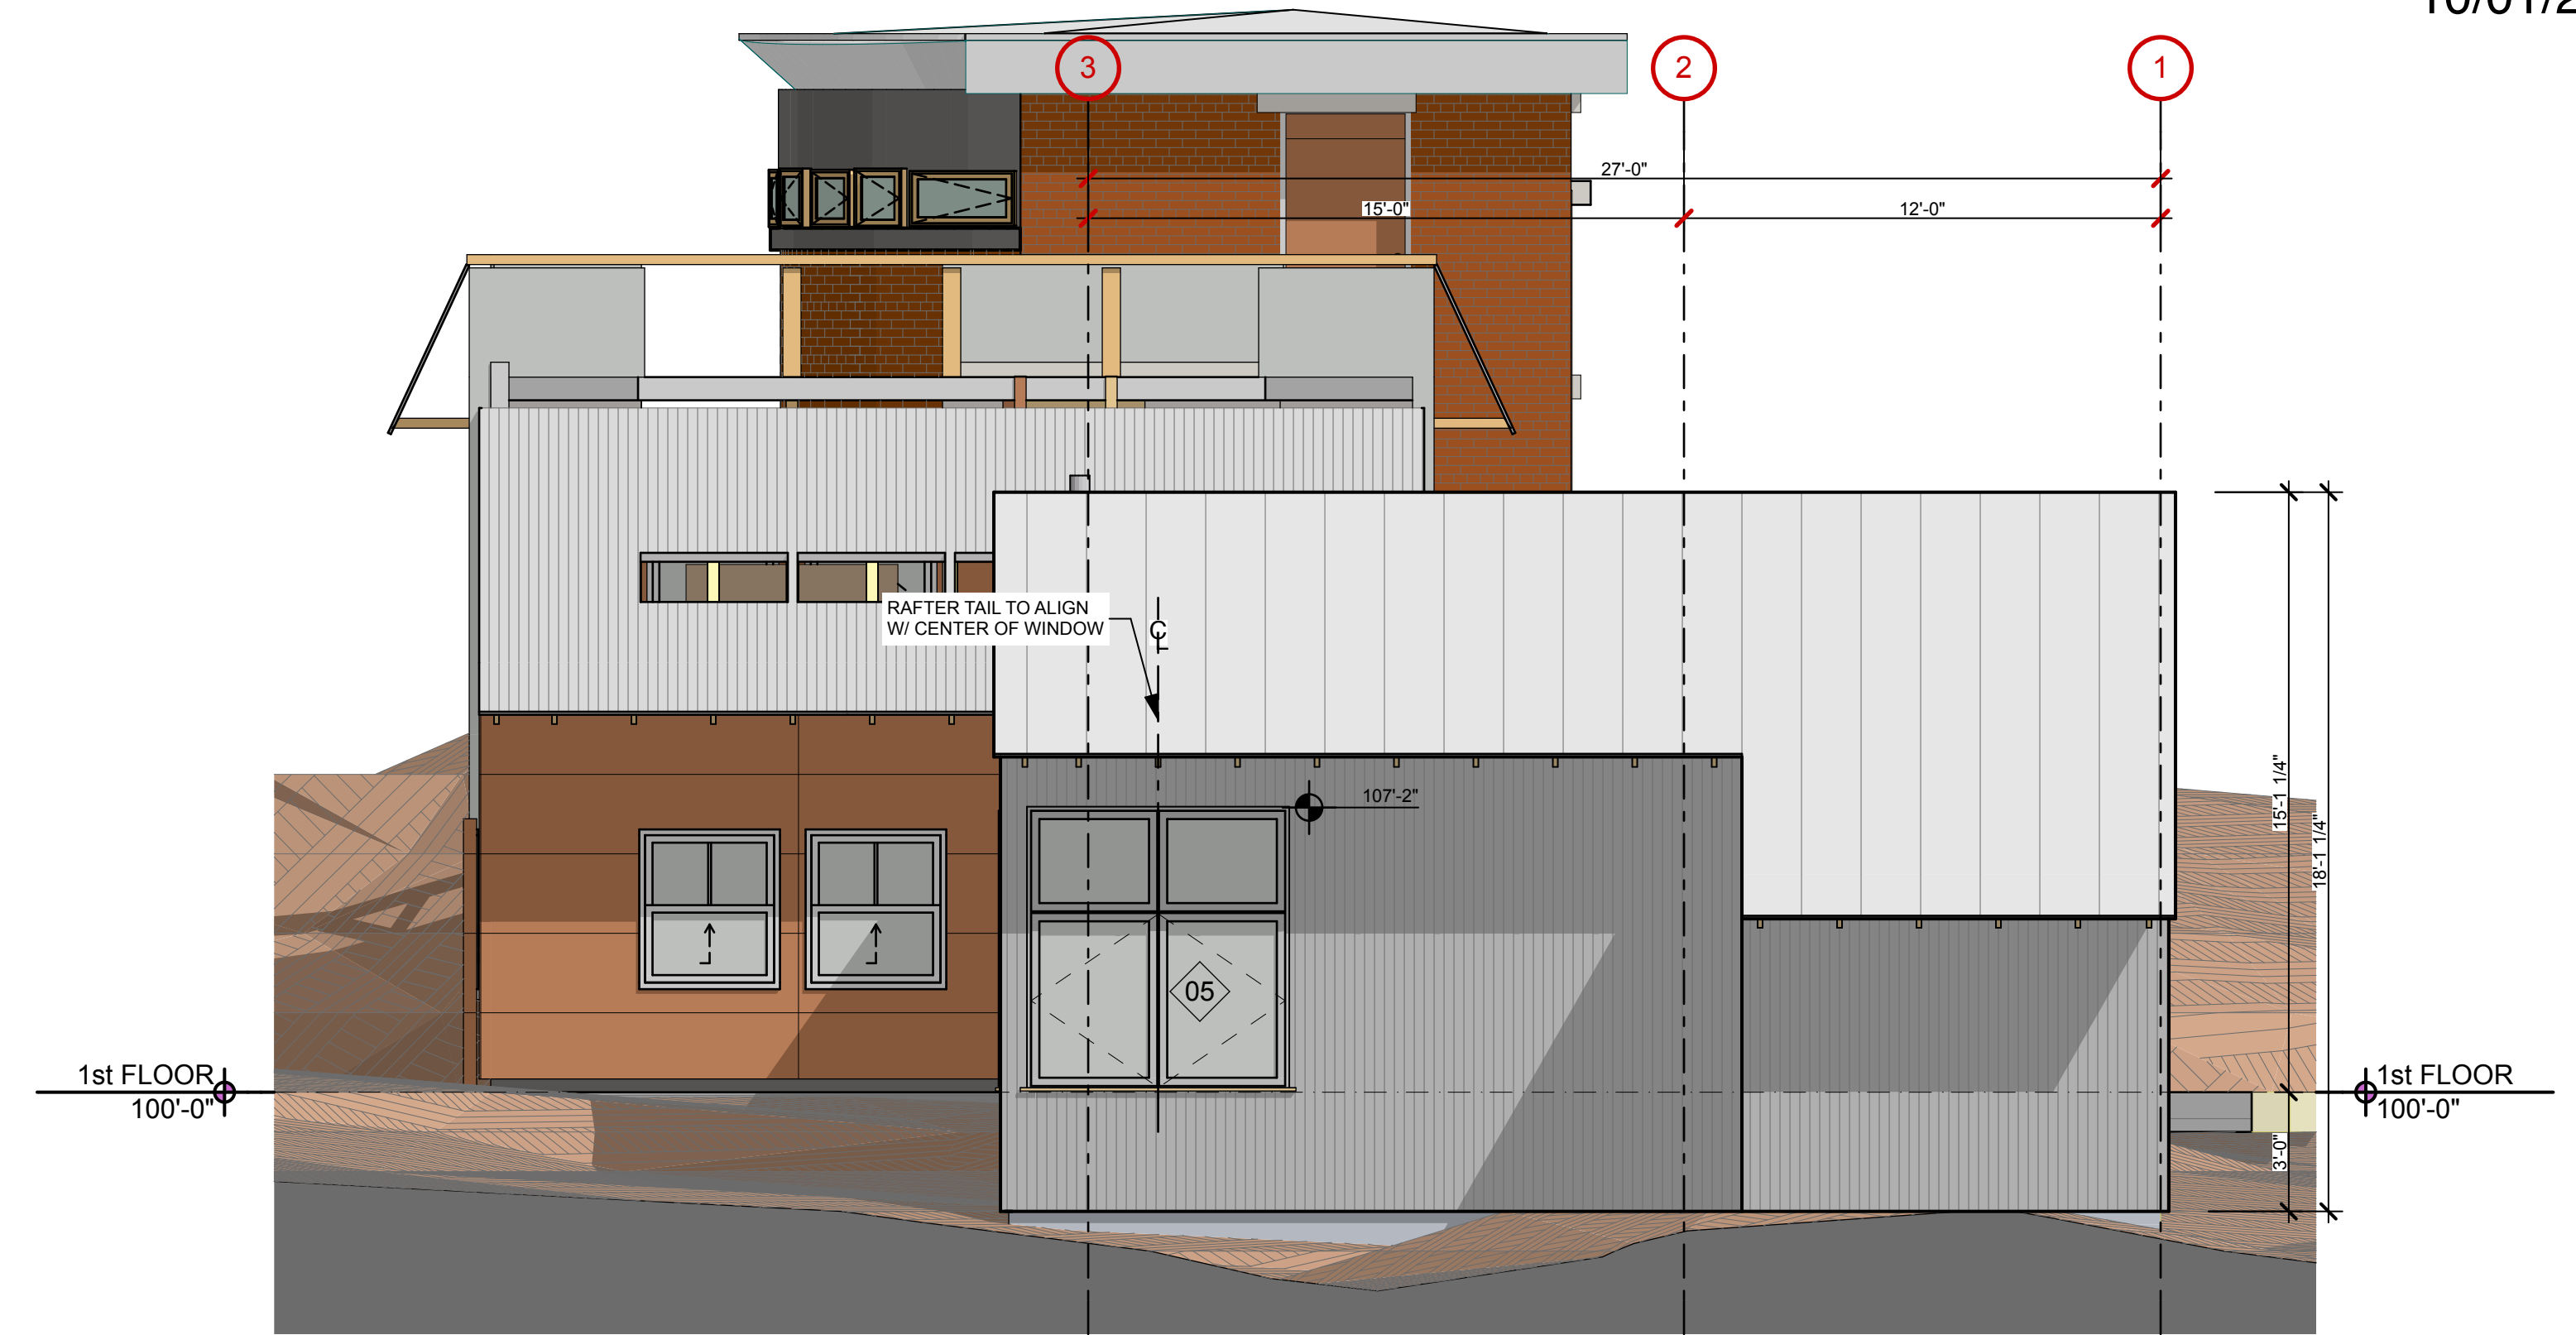 3
2
1
27'-0"
15'-0"
12'-0"
RAFTER TAIL TO ALIGN
W/ CENTER OF WINDOW
CL
107'-2"
15'-1 1/4"
18'-1 1/4"
05
1st FLOOR
100'-0"
1st FLOOR
100'-0"
3'-0"